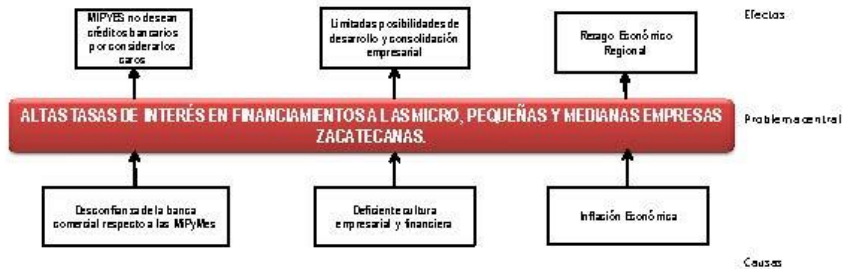 MIPYES no desean
créditos bancarios
por considerarlos
caros
Limitadas posibilidades de
desarrollo y consolidación
empresarial
Rezago Económico
Regional
Efectos
ALTAS TASAS DE INTERÉS EN FINANCIAMIENTOS A LAS MICRO, PEQUEÑAS Y MEDIANAS EMPRESAS
ZACATECANAS.
Problema central
Desconfianza de la banca
comercial respecto a las MiPyMes
Deficiente cultura
empresarial y financiera
Inflasión Económica
Causas